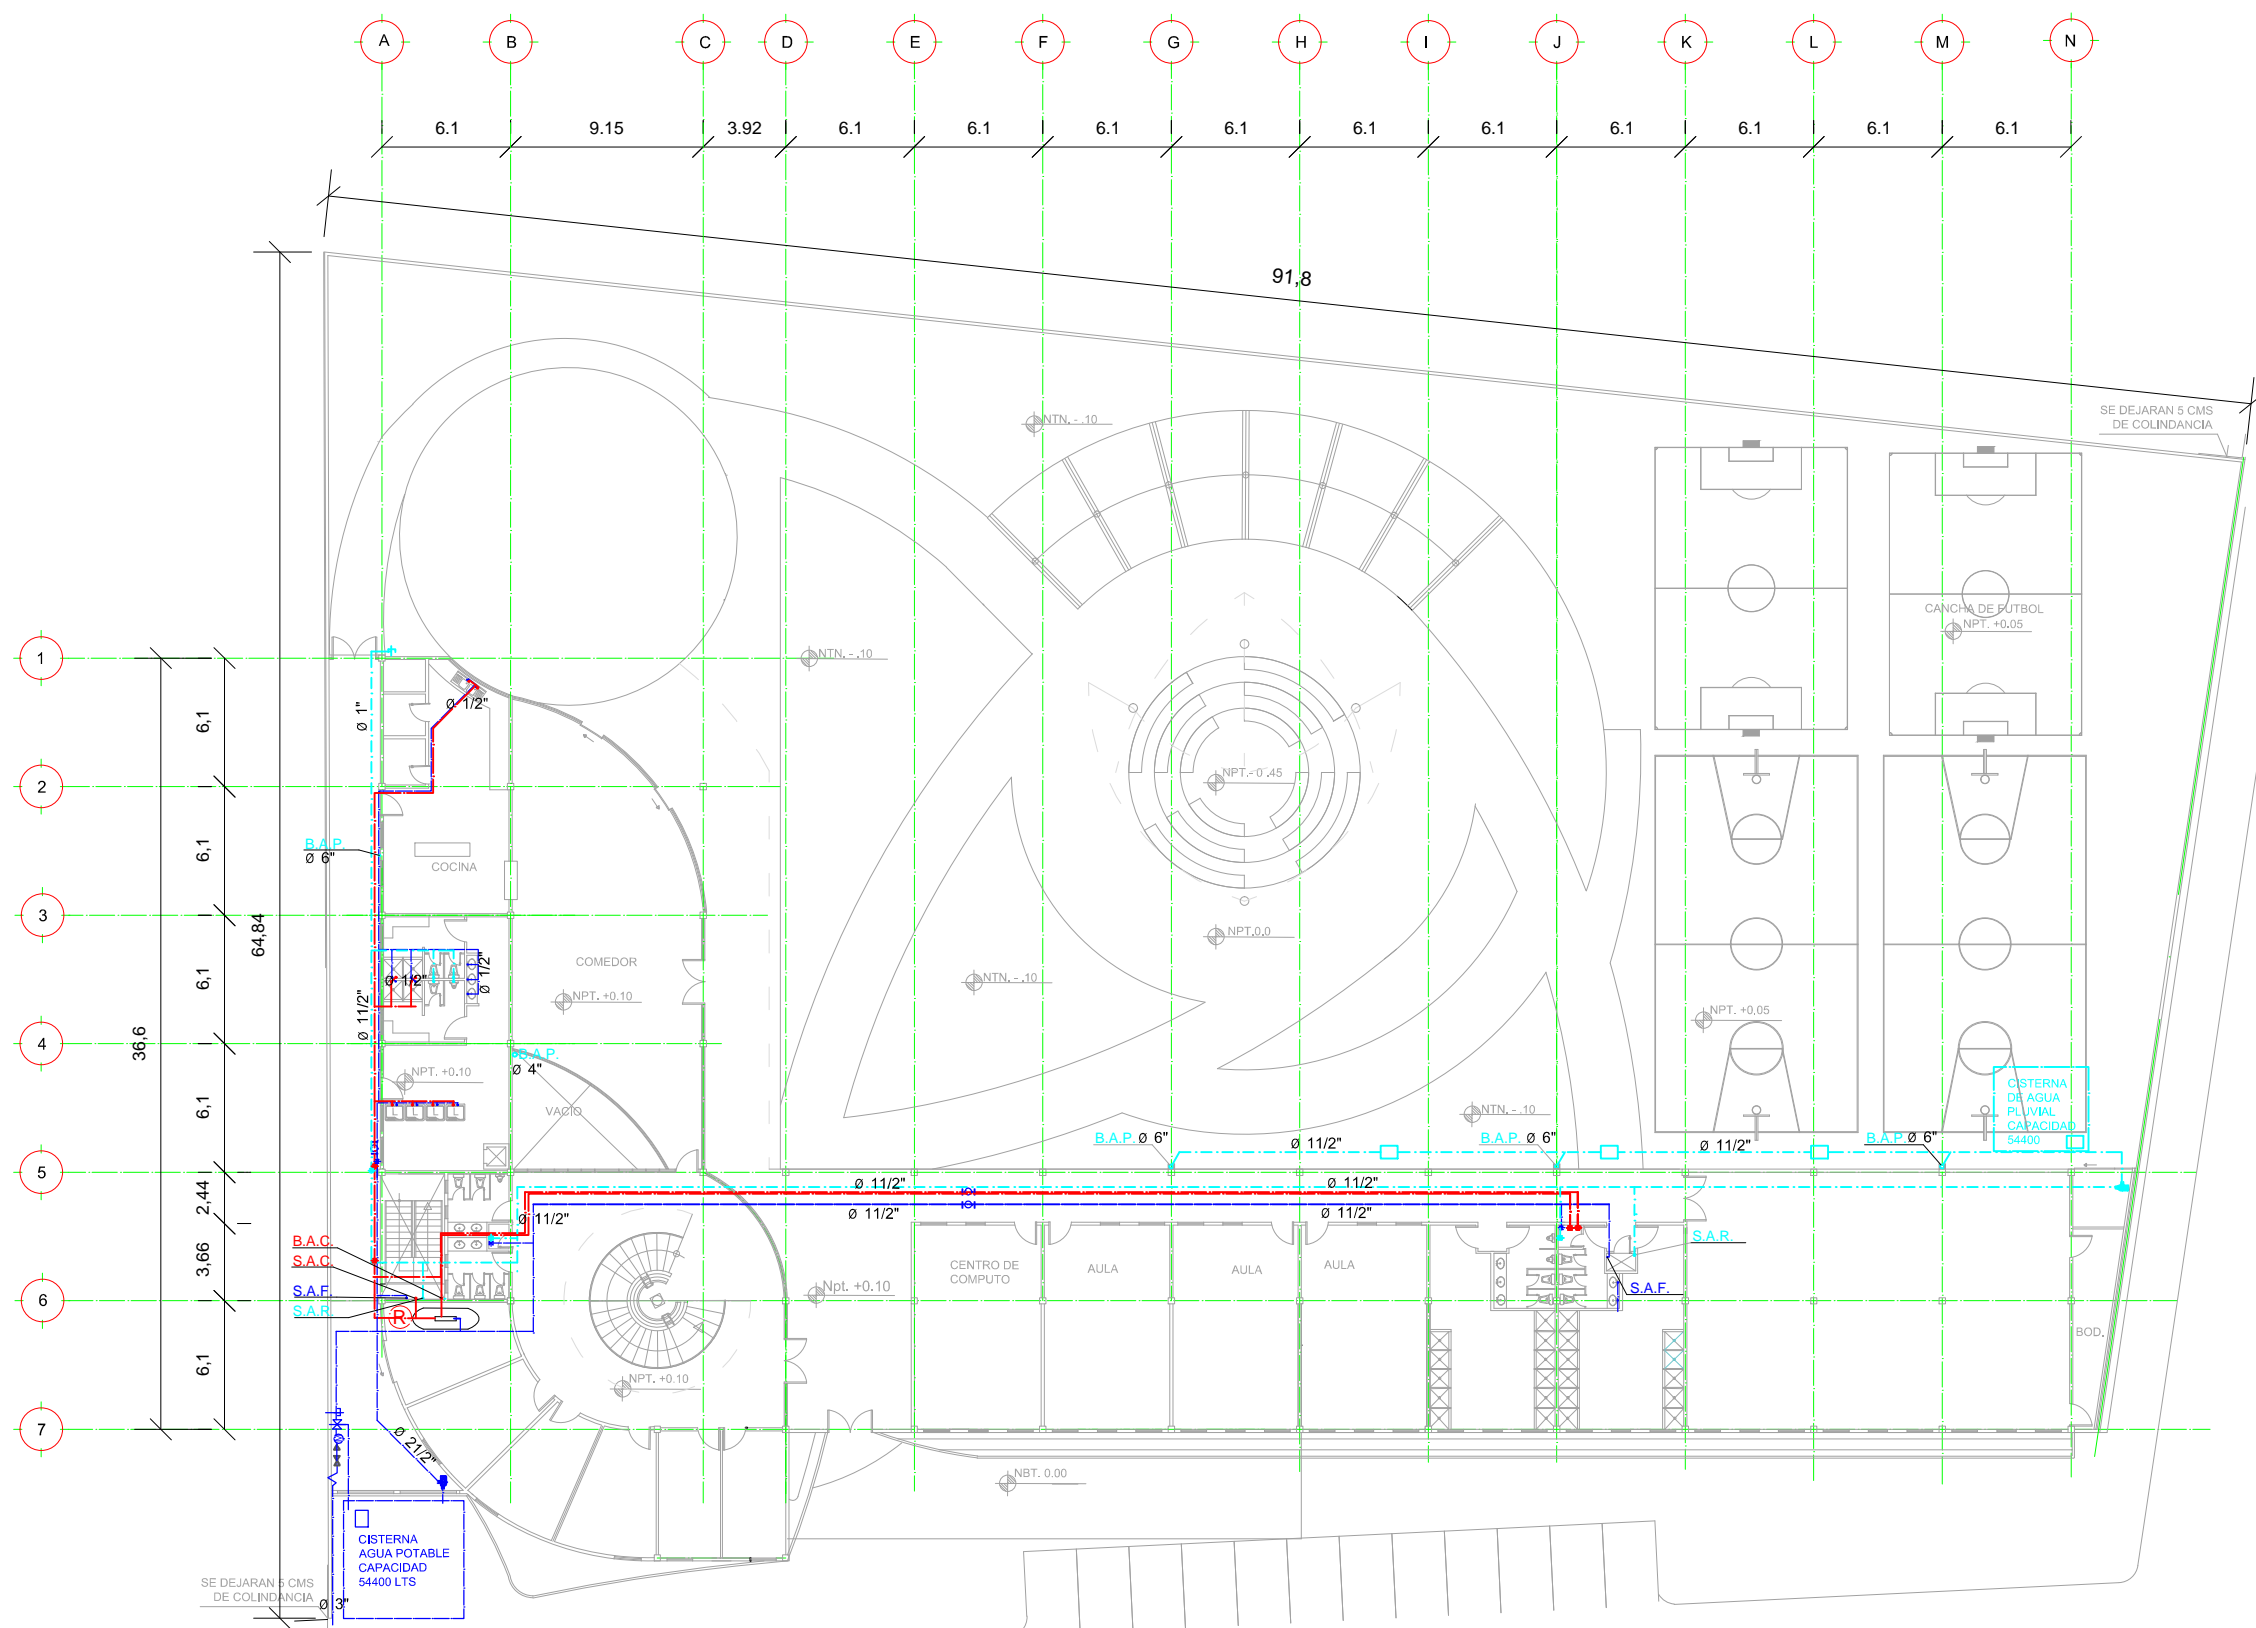 A
B
C
D
E
F
G
H
I
J
K
L
M
N
6.1
9.15
3.92
6.1
6.1
6.1
6.1
6.1
6.1
6.1
6.1
6.1
6.1
91,8
SE DEJARAN 5 CMS
DE COLINDANCIA
NTN. - .10
CANCHA DE FUTBOL
NPT. +0.05
1
NTN. - .10
Ø 1"
Ø 1/2"
6,1
2
NPT.- 0.45
B.A.P.
Ø 6"
6,1
COCINA
3
64,84
NPT.0.0
COMEDOR
6,1
Ø 1/2"
Ø 1/2"
NTN. - .10
NPT. +0.10
Ø 11/2"
NPT. +0.05
36,6
4
B.A.P.
Ø 4"
NPT. +0.10
6,1
VACIO
NTN. - .10
CISTERNA
DE AGUA
PLUVIAL
CAPACIDAD
54400
B.A.P. Ø 6"
Ø 11/2"
B.A.P. Ø 6"
Ø 11/2"
B.A.P. Ø 6"
5
2,44
Ø 11/2"
Ø 11/2"
Ø 11/2"
Ø 11/2"
Ø 11/2"
3,66
B.A.C.
S.A.C.
S.A.F.
S.A.R.
S.A.R.
CENTRO DE
COMPUTO
AULA
AULA
AULA
S.A.F.
Npt. +0.10
6
R
BOD.
6,1
NPT. +0.10
7
Ø 21/2"
NBT. 0.00
CISTERNA
AGUA POTABLE
CAPACIDAD
54400 LTS
SE DEJARAN 5 CMS
DE COLINDANCIA
Ø 3"